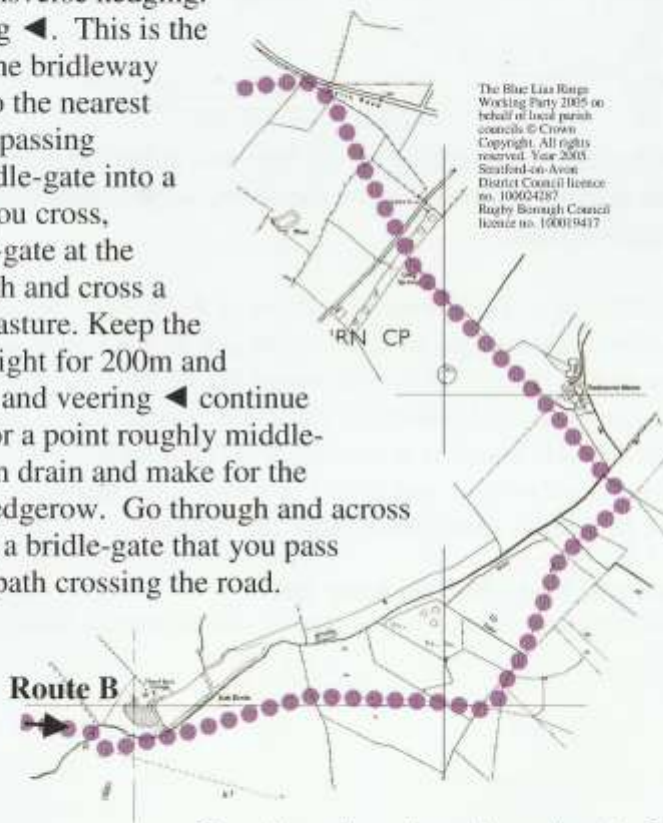 nsverse hedging.
g ◄. This is the
ne bridleway
o the nearest
passing
dle-gate into a
ou cross,
-gate at the
h and cross a
asture. Keep the
ight for 200m and
and veering ◄ continue
or a point roughly middle-
n drain and make for the
edgerow. Go through and across
a bridle-gate that you pass
path crossing the road.
The Blue Lias Rings
Working Party 2005 on
behalf of local parish
councils © Crown
Copyright. All rights
reserved. Year 2005.
Stratford-on-Avon
District Council licence
no. 100024287
Rugby Borough Council
licence no. 100019417
RN CP
Route B